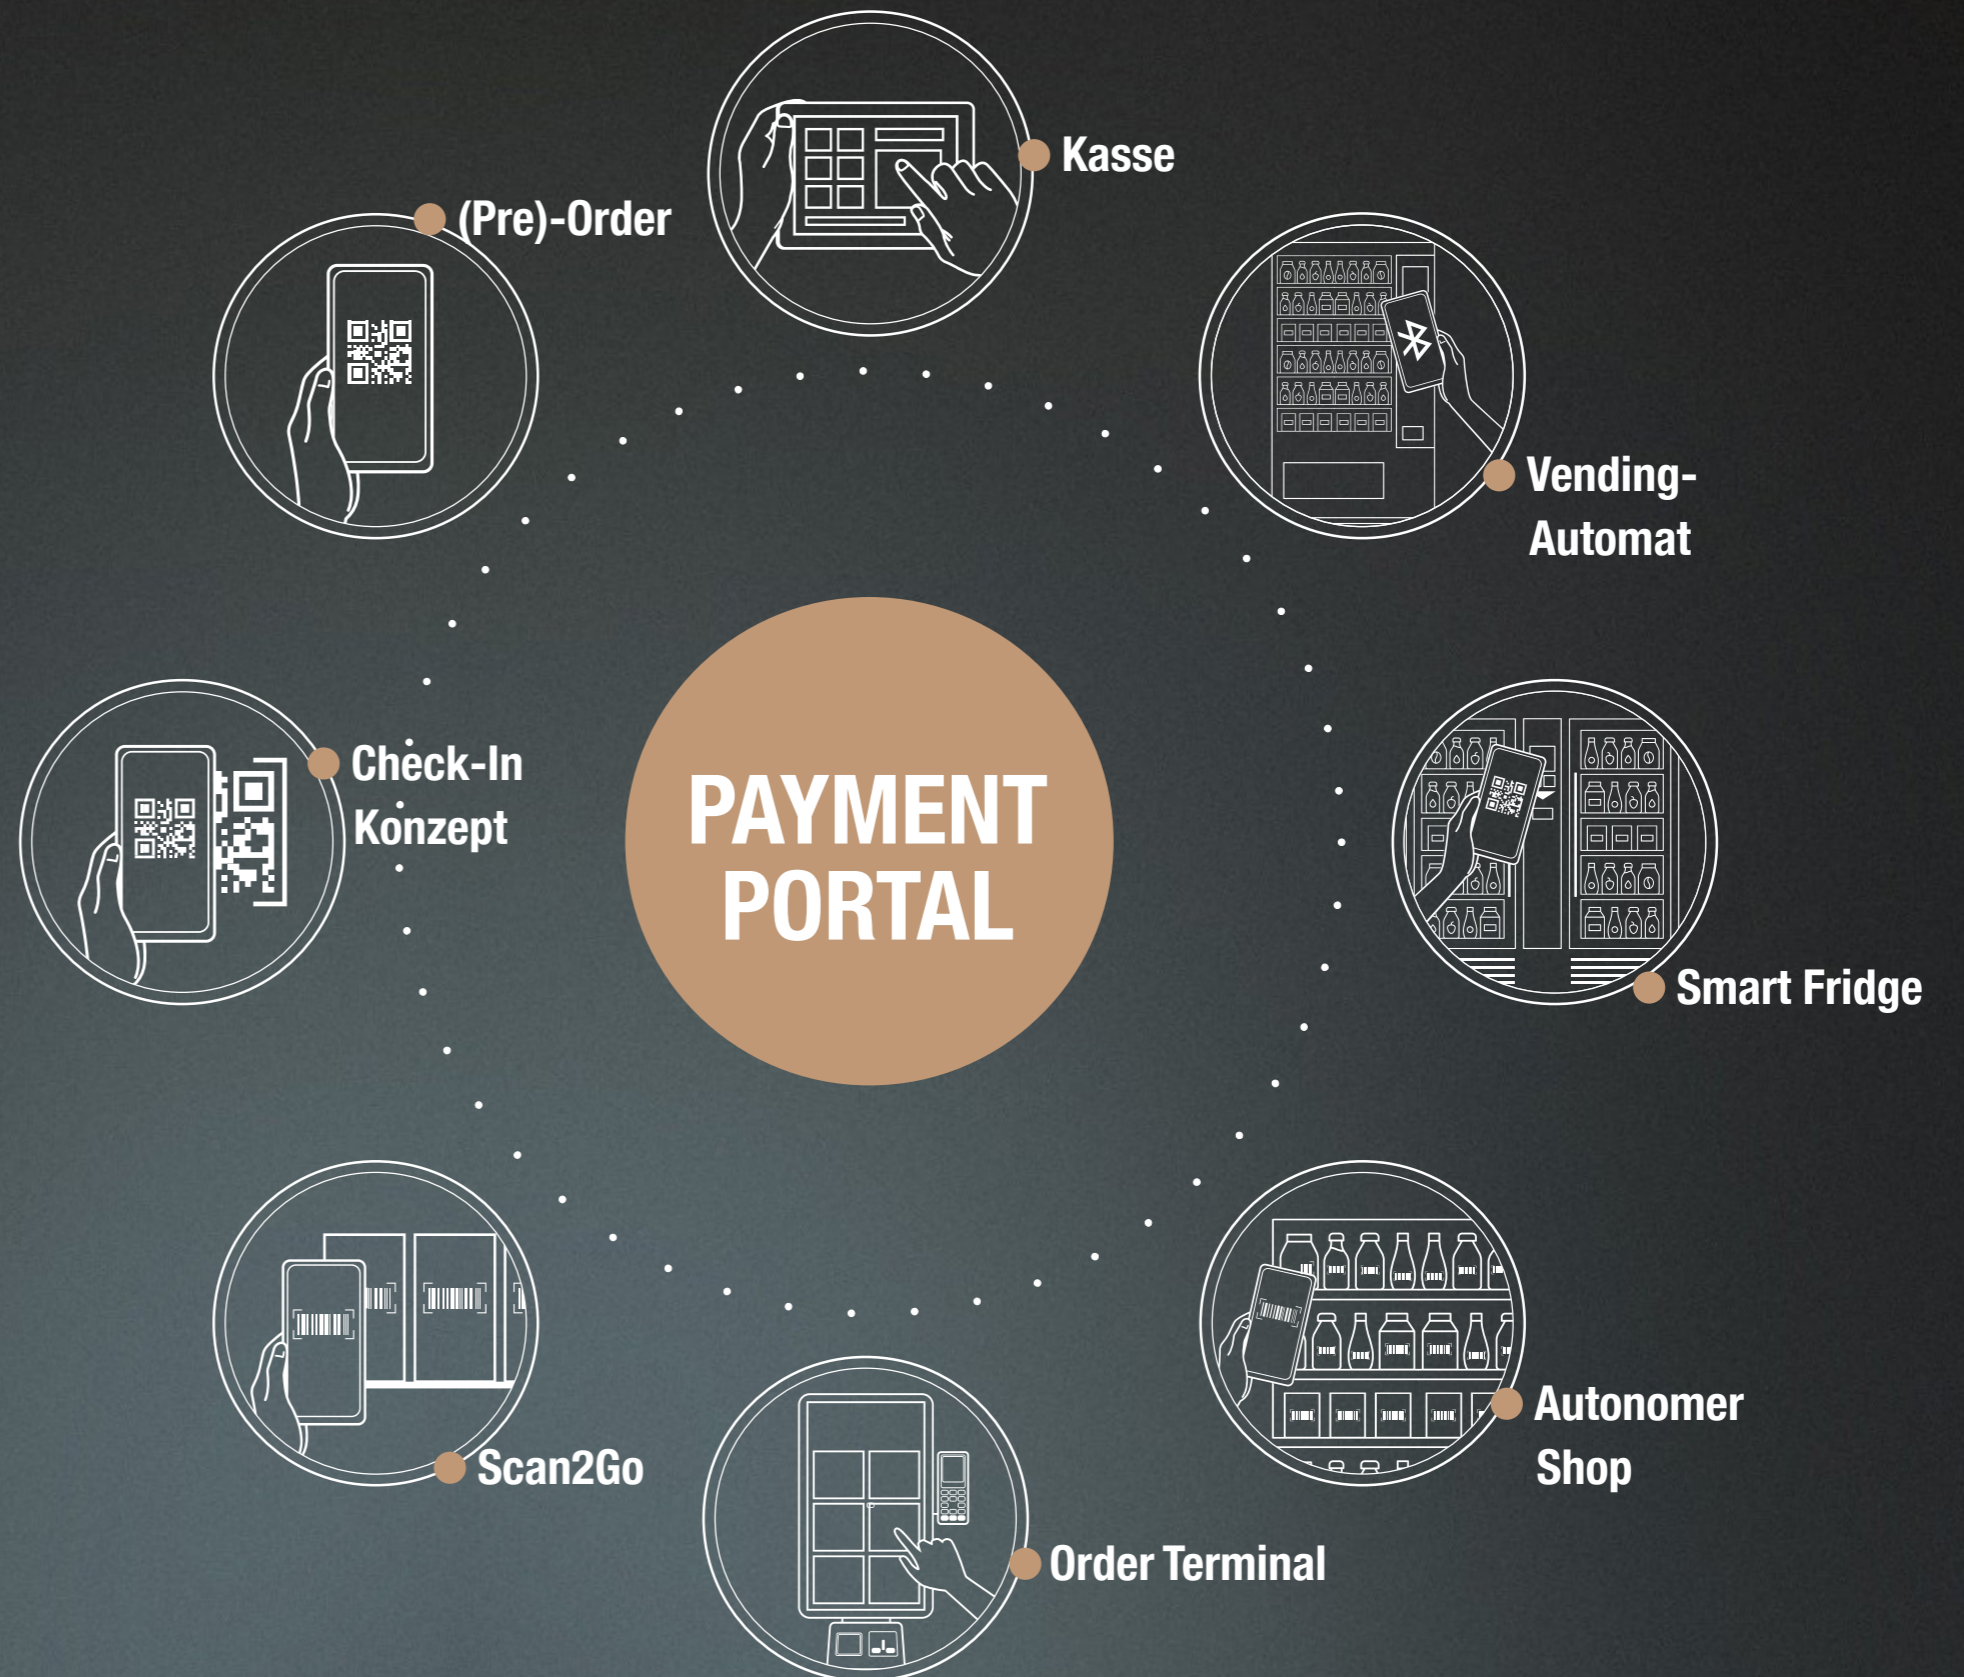 Kasse
(Pre)-Order
Vending-
Automat
Check-In
Konzept
PAYMENT
PORTAL
Smart Fridge
Autonomer
Shop
Scan2Go
Order Terminal